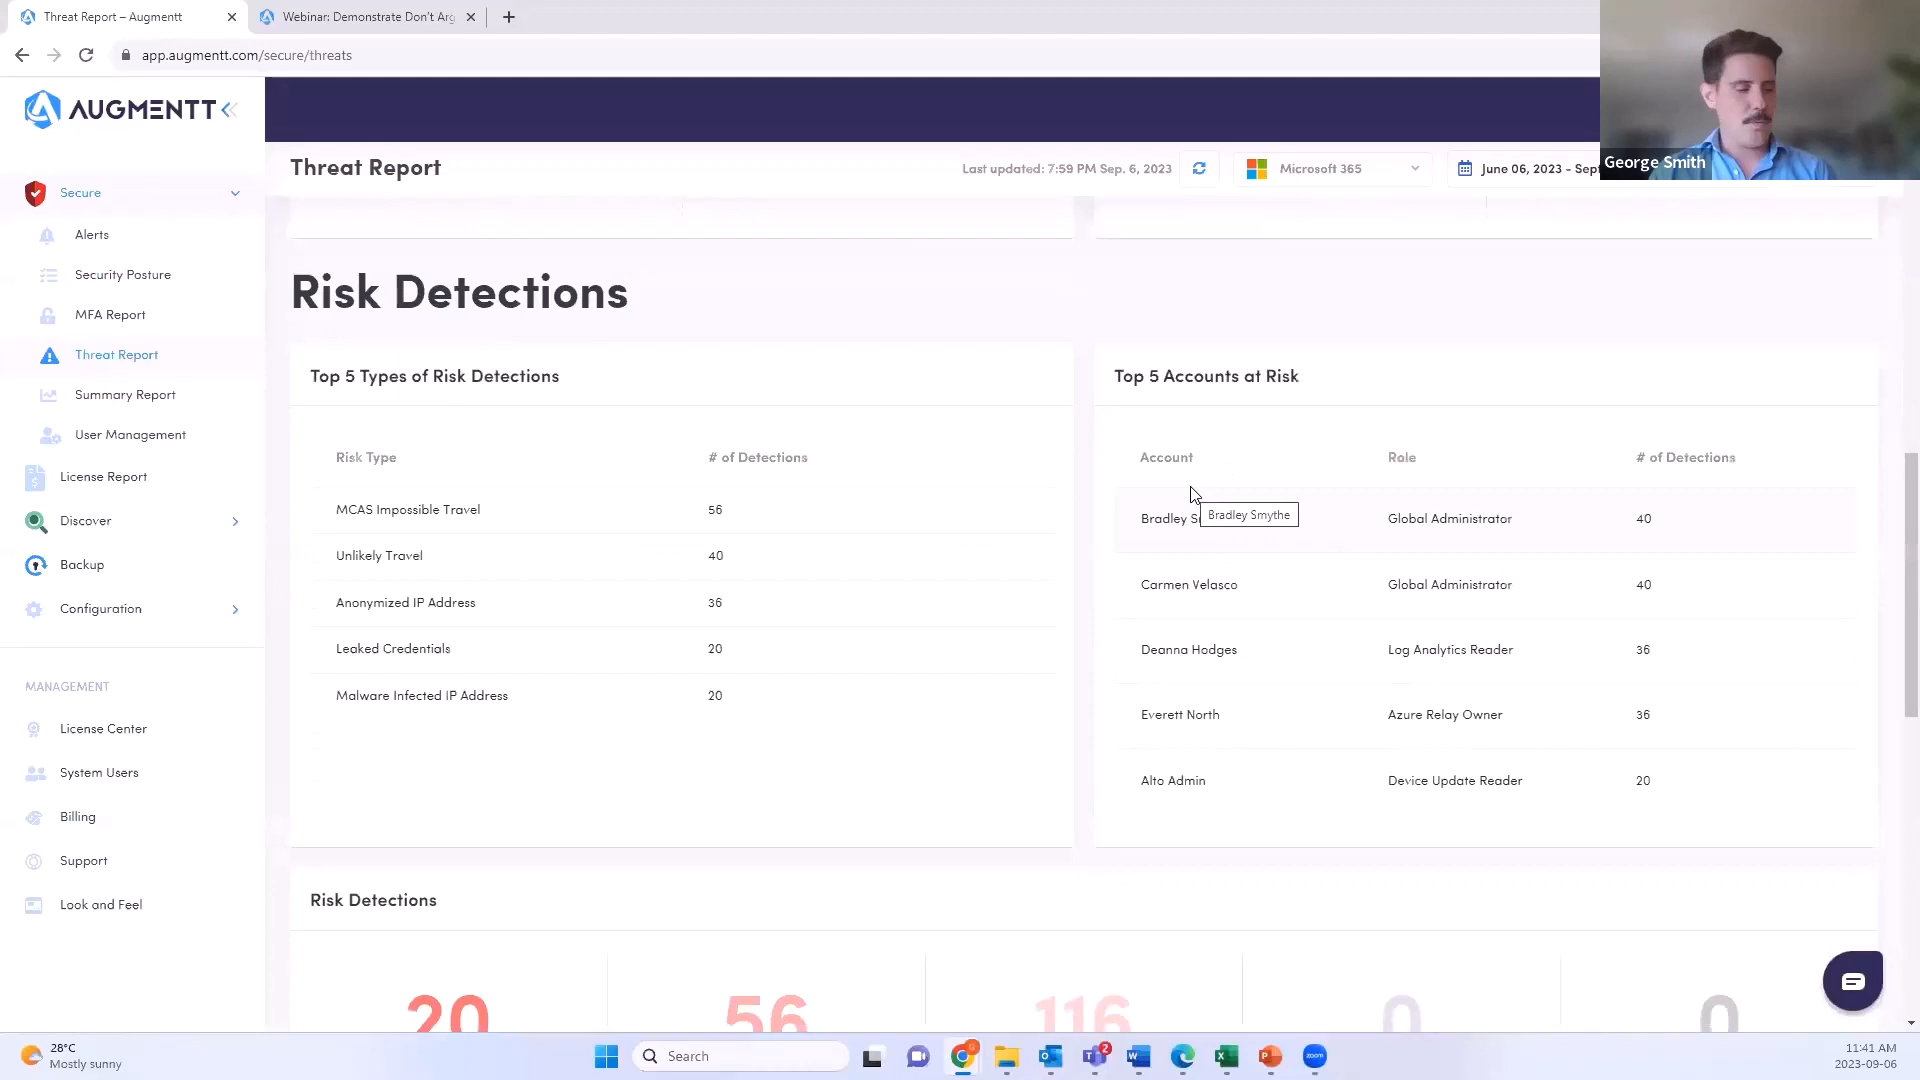 Threat Report – Augmentt
Webinar: Demonstrate Don't Arg
app.augmentt.com/secure/threats
AUGMENTT
George Smith
Threat Report
Last updated: 7:59 PM Sep. 6, 2023
Microsoft 365
June 06, 2023 - Sep
Secure
Alerts
Security Posture
MFA Report
Threat Report
Summary Report
User Management
License Report
Discover
Backup
Configuration
MANAGEMENT
License Center
System Users
Billing
Support
Look and Feel
Risk Detections
Top 5 Types of Risk Detections
Risk Type # of Detections
MCAS Impossible Travel 56
Unlikely Travel 40
Anonymized IP Address 36
Leaked Credentials 20
Malware Infected IP Address 20
Top 5 Accounts at Risk
Account Role # of Detections
Bradley S Global Administrator 40
Bradley Smythe
Carmen Velasco Global Administrator 40
Deanna Hodges Log Analytics Reader 36
Everett North Azure Relay Owner 36
Alto Admin Device Update Reader 20
Risk Detections
20 56 116 0 0
28°C
Mostly sunny
Search
2
zoom
11:41 AM
2023-09-06